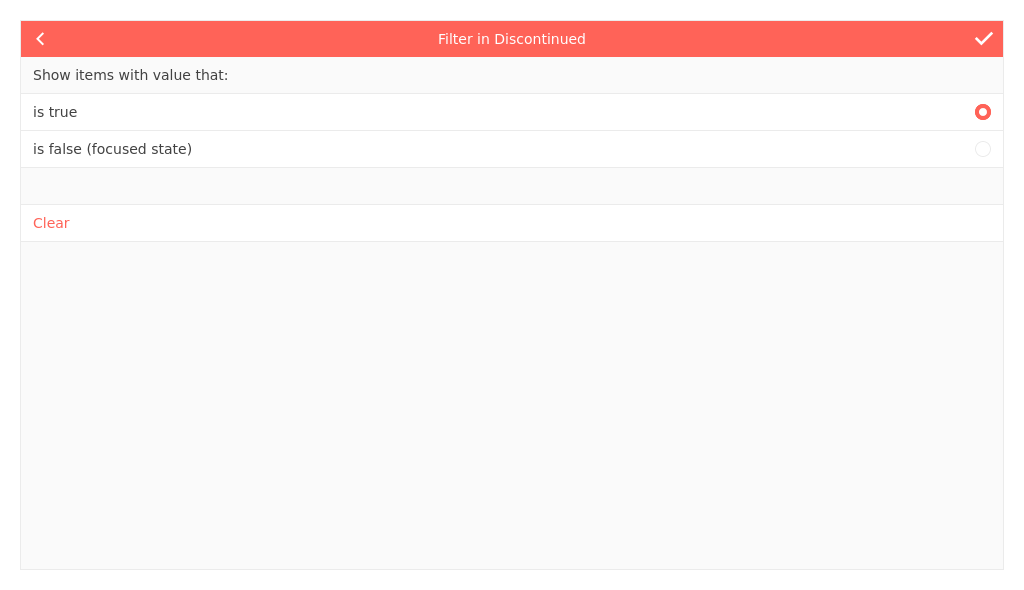 Filter in Discontinued
Show items with value that:
is true
is false (focused state)
Clear